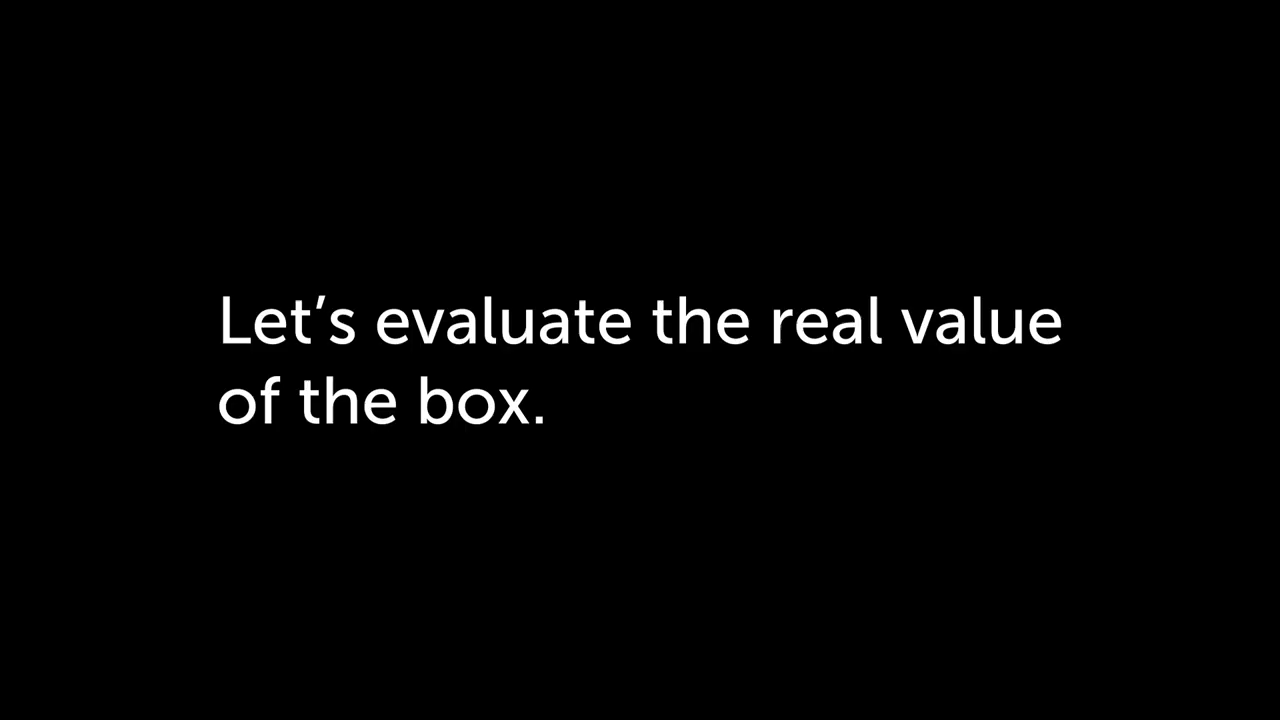 Let’s evaluate the real value
of the box.